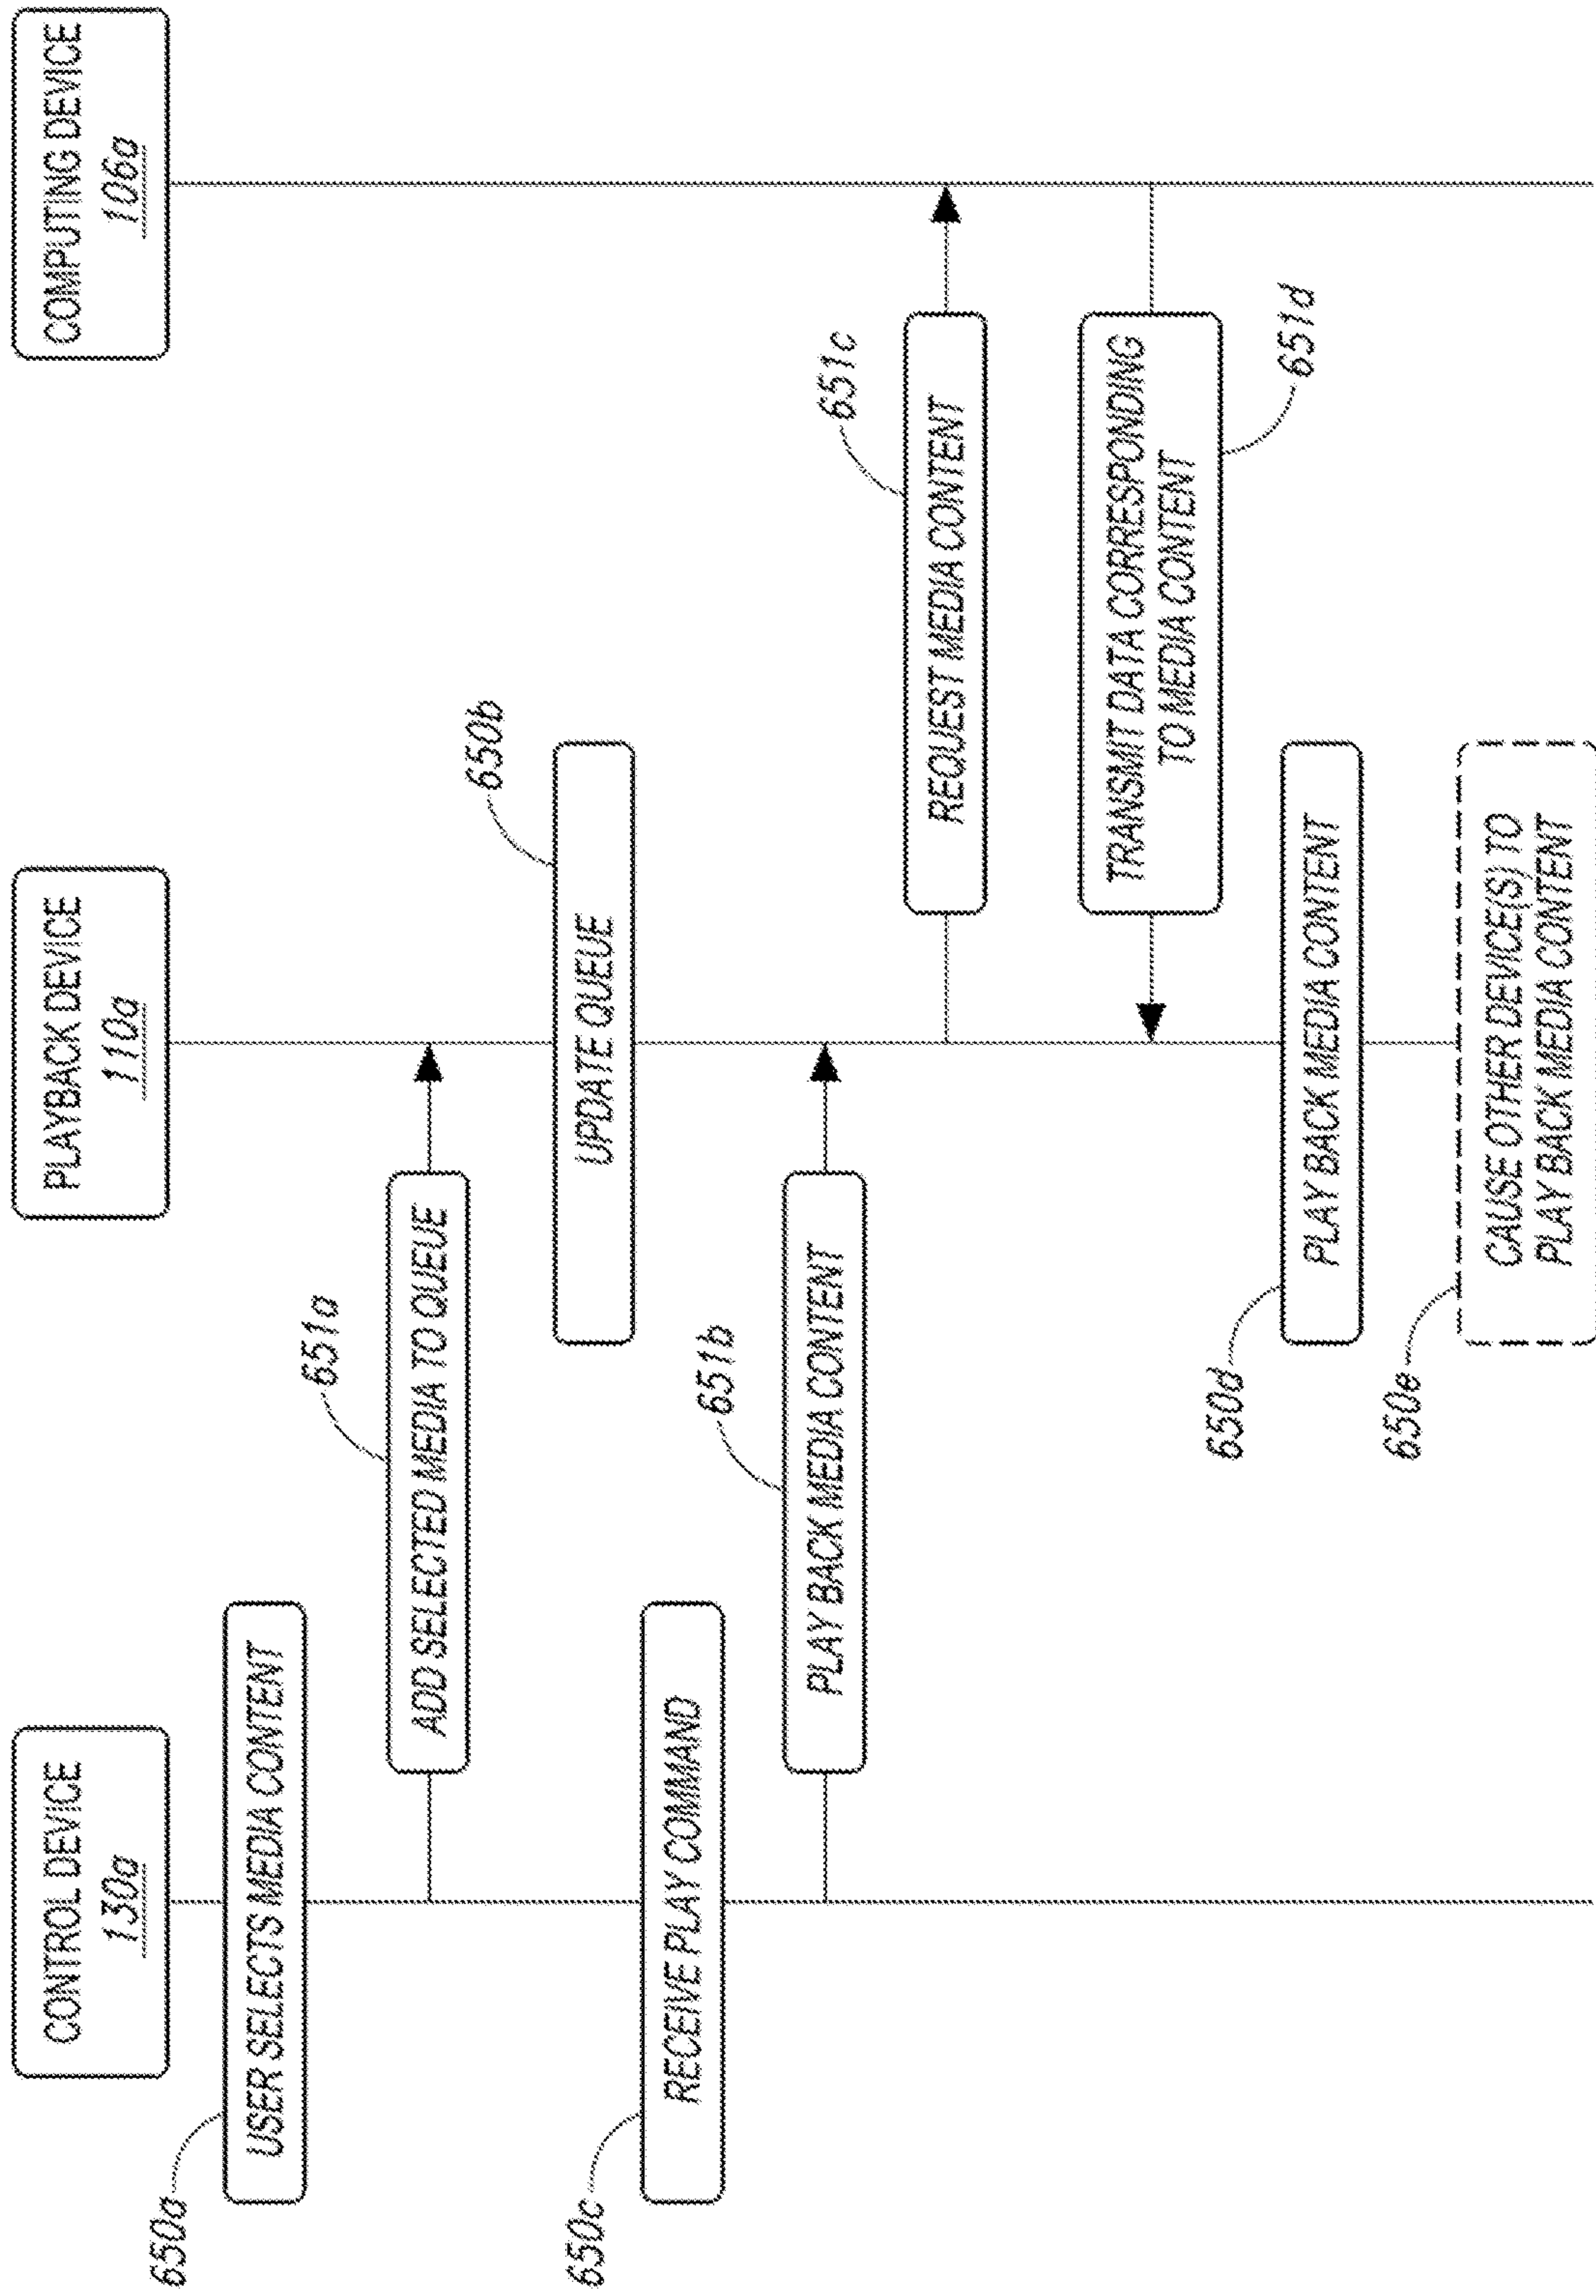 CONTROL DEVICE
130a
PLAYBACK DEVICE
110a
COMPUTING DEVICE
106a
650a
USER SELECTS MEDIA CONTENT
651a
ADD SELECTED MEDIA TO QUEUE
650b
UPDATE QUEUE
650c
RECEIVE PLAY COMMAND
651b
PLAY BACK MEDIA CONTENT
651c
REQUEST MEDIA CONTENT
TRANSMIT DATA CORRESPONDING
TO MEDIA CONTENT
651d
650d
PLAY BACK MEDIA CONTENT
650e
CAUSE OTHER DEVICE(S) TO
PLAY BACK MEDIA CONTENT